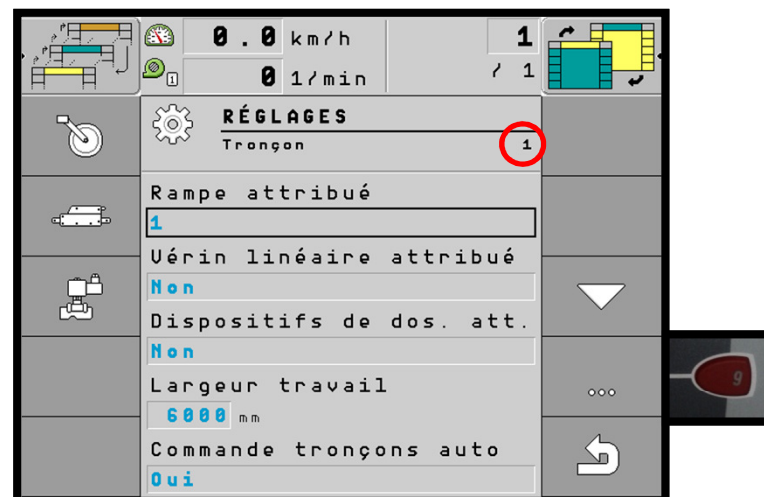 0.0 km/h
1
1
0 1/min
/ 1
RÉGLAGES
Tronçon 1
Rampe attribué
1
Vérin linéaire attribué
Non
Dispositifs de dos. att.
Non
Largeur travail
6000 mm
Commande tronçons auto
Oui
9